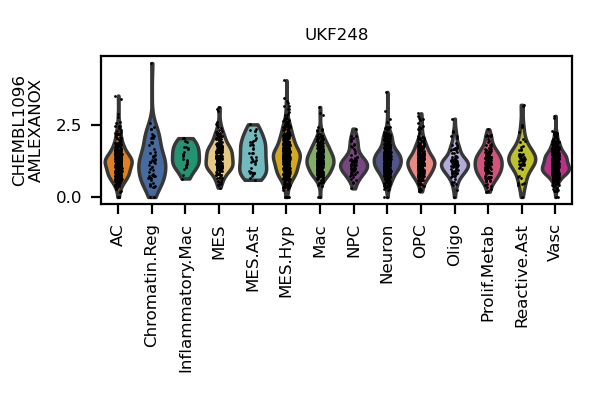 UKF248
CHEMBL1096
AMLEXANOX
2.5
0.0
AC
Chromatin.Reg
Inflammatory.Mac
MES
MES.Ast
MES.Hyp
Mac
NPC
Neuron
OPC
Oligo
Prolif.Metab
Reactive.Ast
Vasc